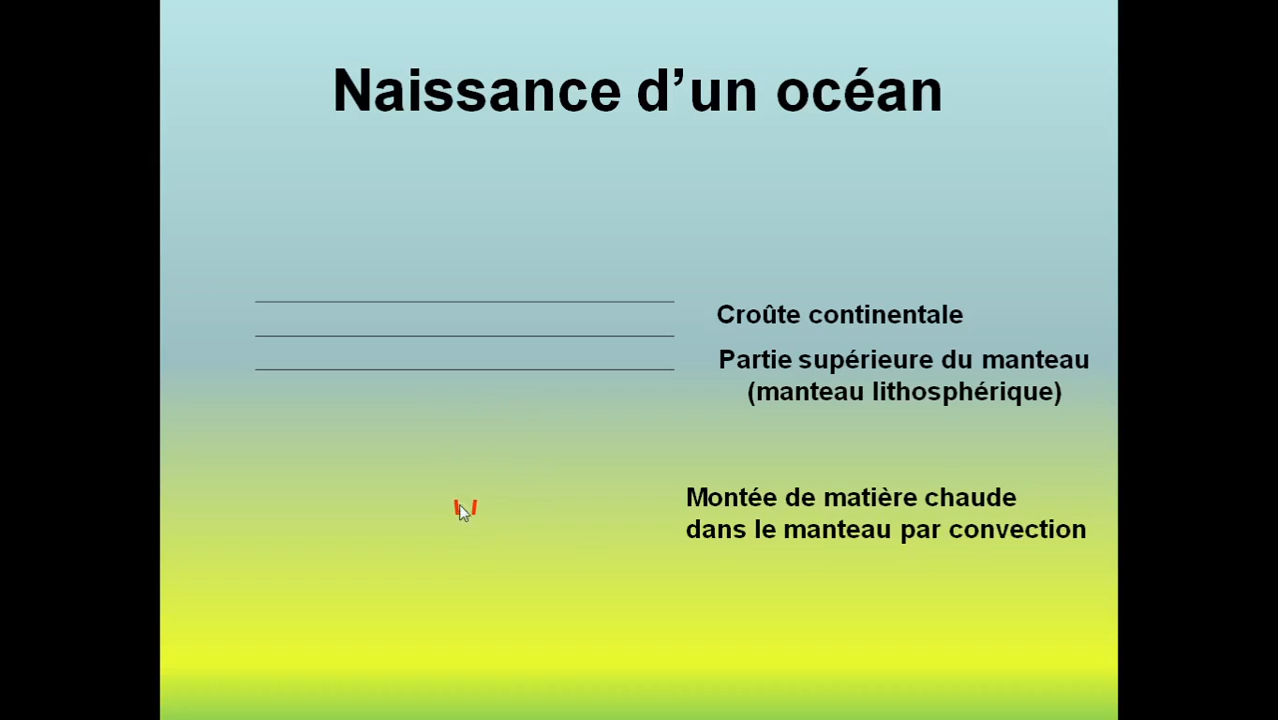 Naissance d’un océan
Croûte continentale
Partie supérieure du manteau
(manteau lithosphérique)
Montée de matière chaude
dans le manteau par convection